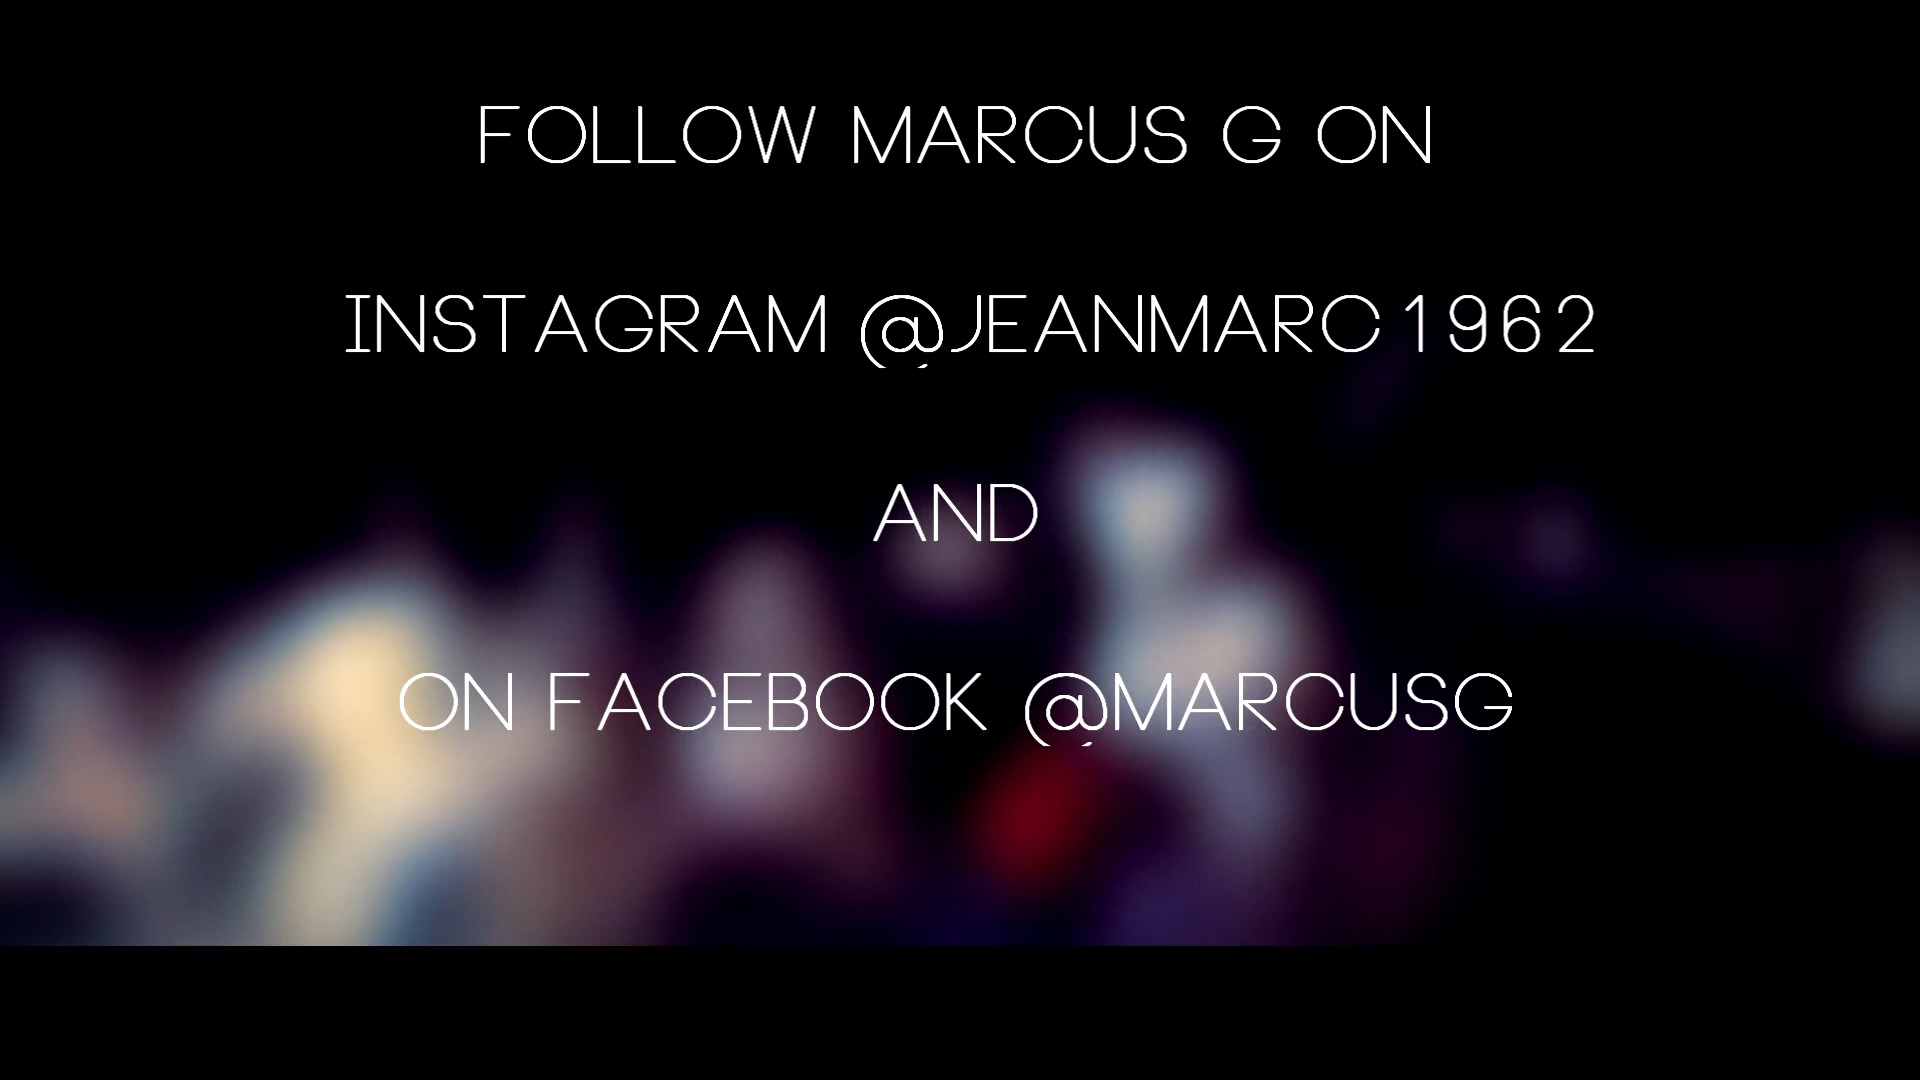 FOLLOW MARCUS G ON
INSTAGRAM @JEANMARC1962
AND
ON FACEBOOK @MARCUSG